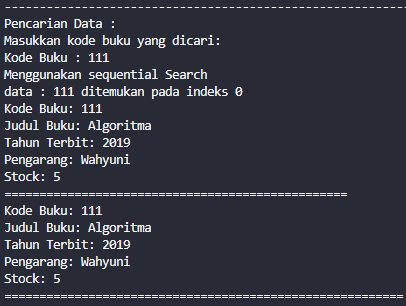 --------------------------------------------------
Pencarian Data :
Masukkan kode buku yang dicari:
Kode Buku : 111
Menggunakan sequential Search
data : 111 ditemukan pada indeks 0
Kode Buku: 111
Judul Buku: Algoritma
Tahun Terbit: 2019
Pengarang: Wahyuni
Stock: 5
=================================================
Kode Buku: 111
Judul Buku: Algoritma
Tahun Terbit: 2019
Pengarang: Wahyuni
Stock: 5
=========================================================